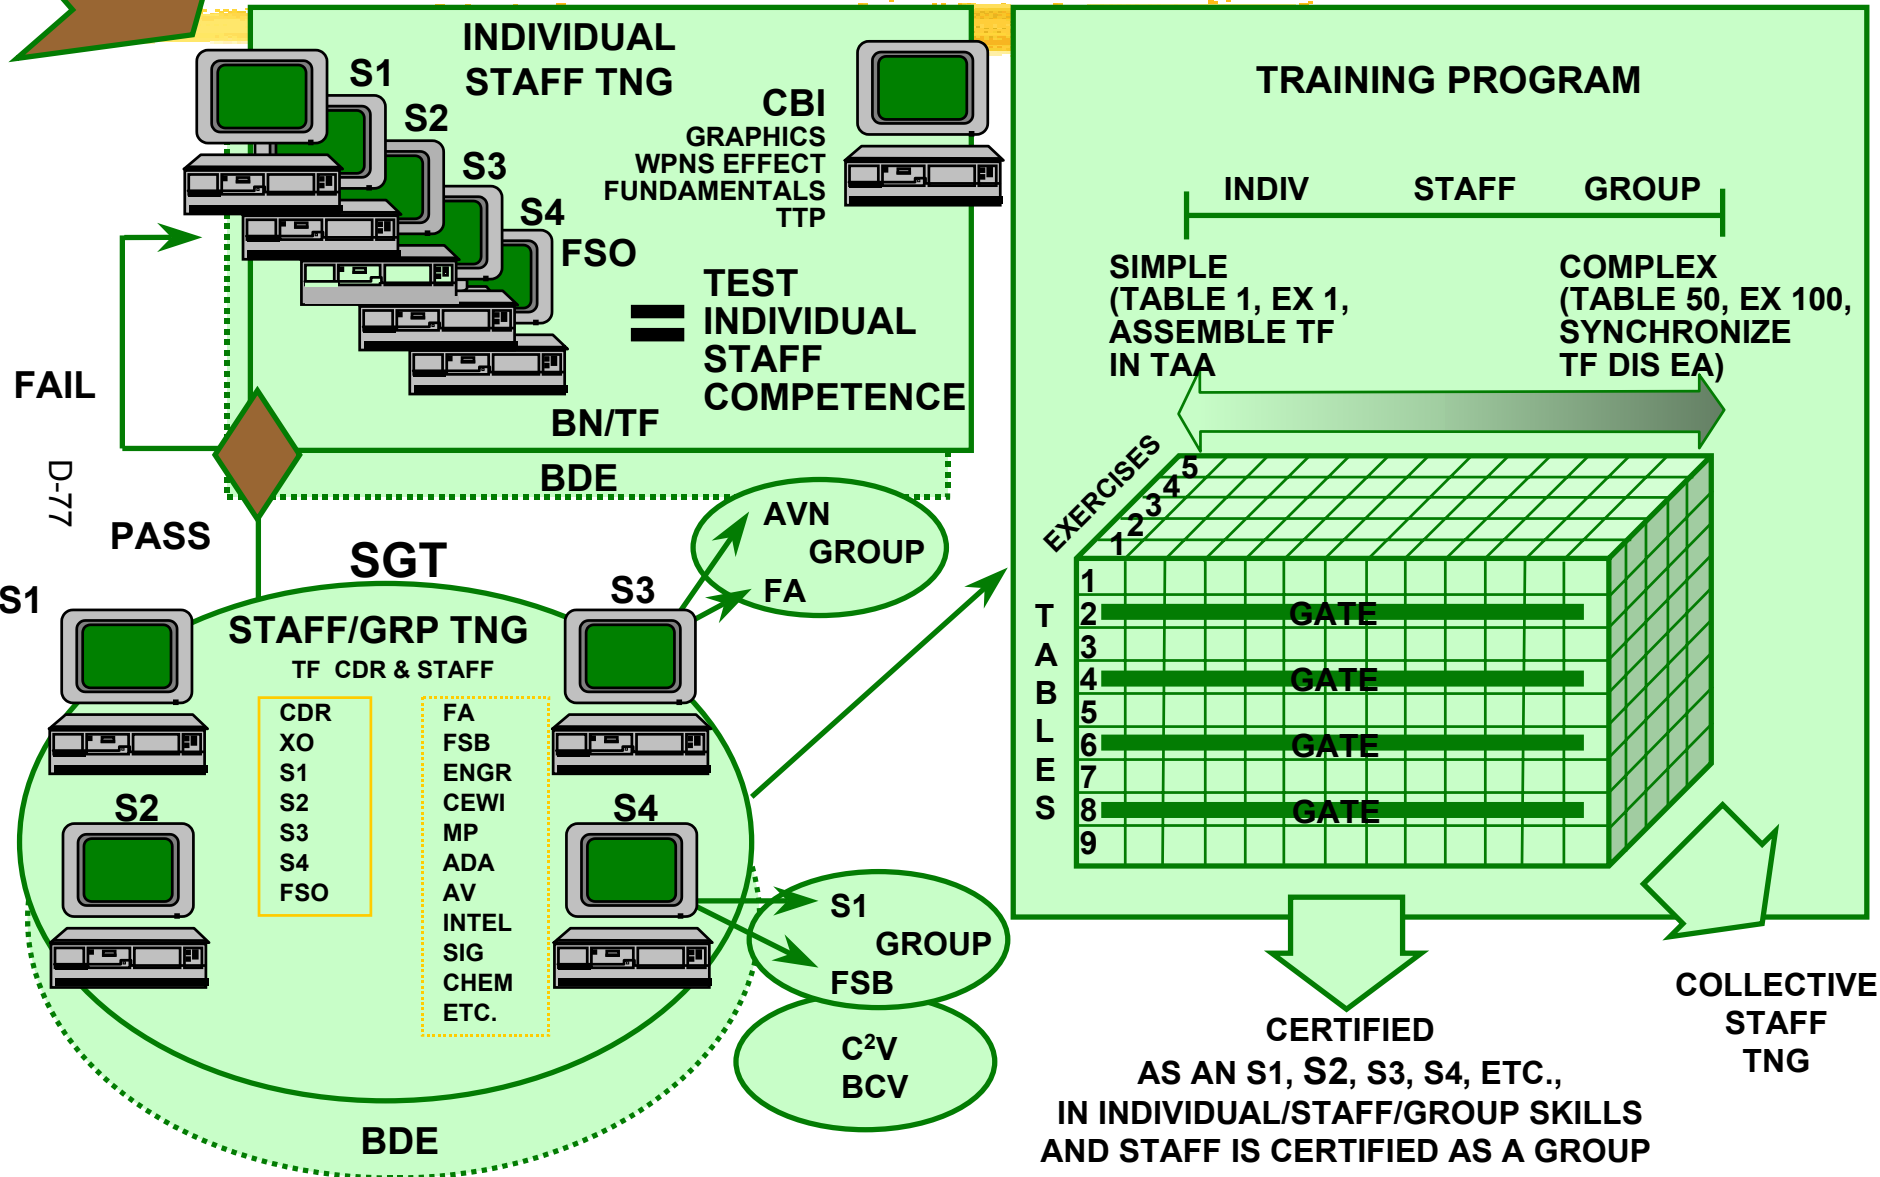 INDIVIDUAL
STAFF TNG
S1
S2
S3
S4
FSO
CBI
GRAPHICS
WPNS EFFECT
FUNDAMENTALS
TTP
=
TEST
INDIVIDUAL
STAFF
COMPETENCE
BN/TF
BDE
FAIL
PASS
D-77
SGT
S1
S2
S3
S4
STAFF/GRP TNG
TF CDR & STAFF
CDR
XO
S1
S2
S3
S4
FSO
FA
FSB
ENGR
CEWI
MP
ADA
AV
INTEL
SIG
CHEM
ETC.
BDE
AVN
GROUP
FA
S1
GROUP
FSB
C²V
BCV
TRAINING PROGRAM
INDIV STAFF GROUP
SIMPLE
(TABLE 1, EX 1,
ASSEMBLE TF
IN TAA
COMPLEX
(TABLE 50, EX 100,
SYNCHRONIZE
TF DIS EA)
EXERCISES
5
4
3
2
1
TABLES
1
2 GATE
3
4 GATE
5
6 GATE
7
8 GATE
9
CERTIFIED
AS AN S1, S2, S3, S4, ETC.,
IN INDIVIDUAL/STAFF/GROUP SKILLS
AND STAFF IS CERTIFIED AS A GROUP
COLLECTIVE
STAFF
TNG